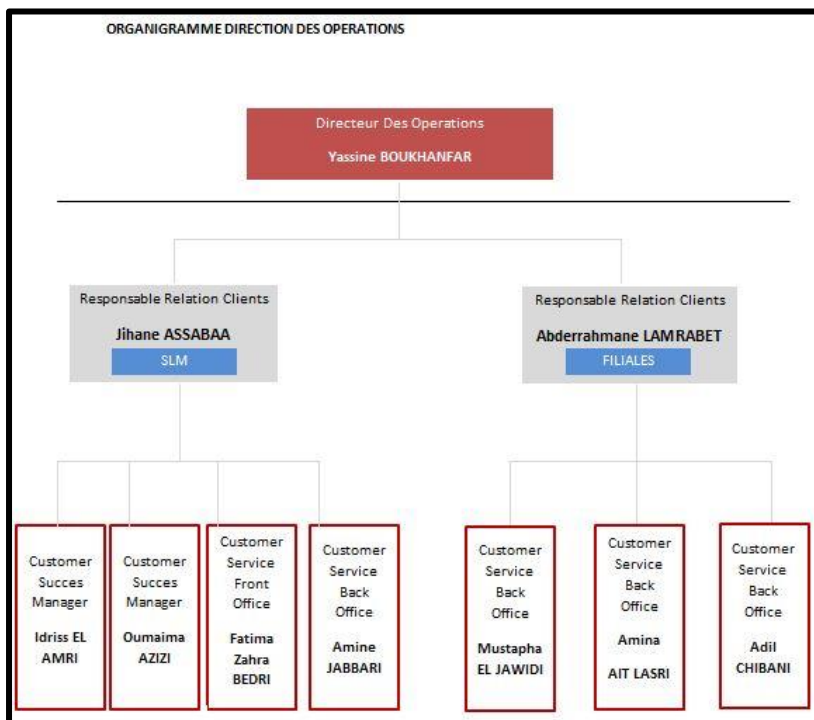 ORGANIGRAMME DIRECTION DES OPERATIONS
Directeur Des Operations
Yassine BOUKHANFAR
Responsable Relation Clients
Jihane ASSABAA
SLM
Responsable Relation Clients
Abderrahmane LAMRABET
FILIALES
Customer
Succes
Manager
Idriss EL
AMRI
Customer
Succes
Manager
Oumaima
AZIZI
Customer
Service
Front
Office
Fatima
Zahra
BEDRI
Customer
Service
Back
Office
Amine
JABBARI
Customer
Service
Back
Office
Mustapha
EL JAWIDI
Customer
Service
Back
Office
Amina
AIT LASRI
Customer
Service
Back
Office
Adil
CHIBANI